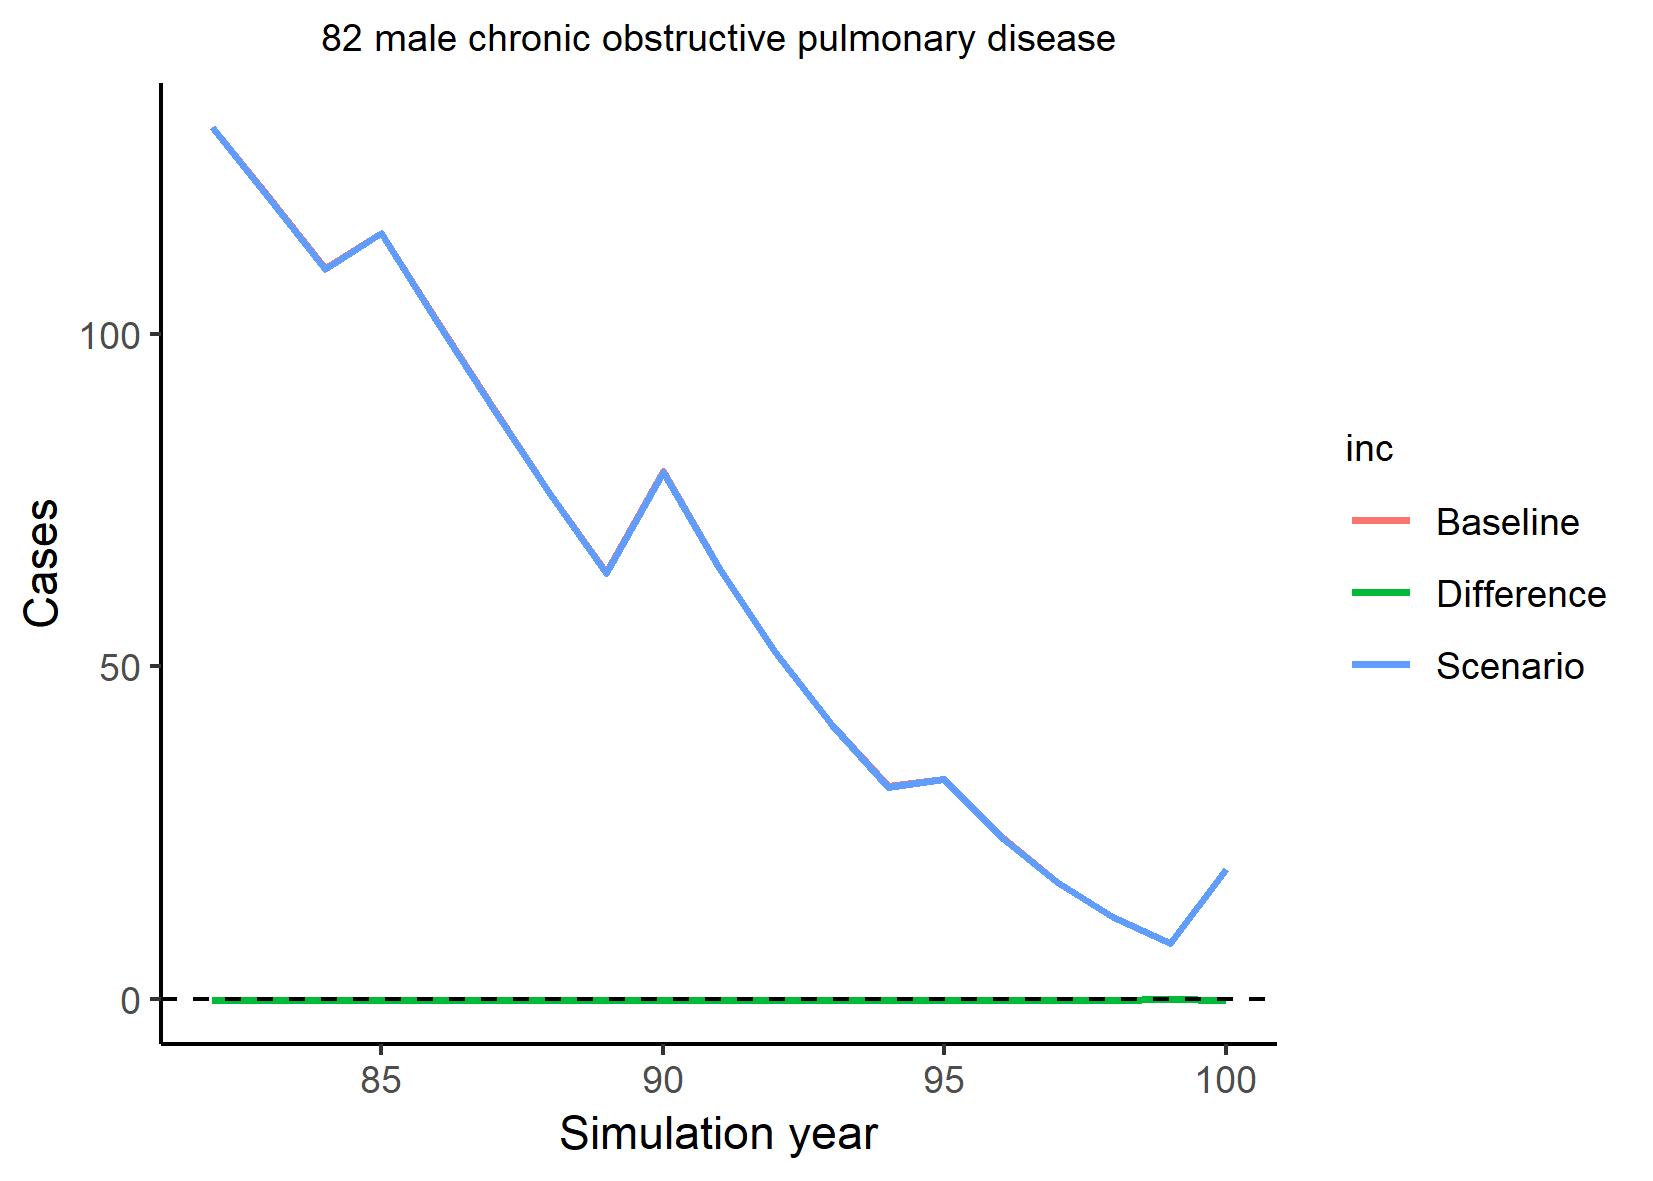 82 male chronic obstructive pulmonary disease
Cases
100
50
0
85 90 95 100
Simulation year
inc
Baseline
Difference
Scenario